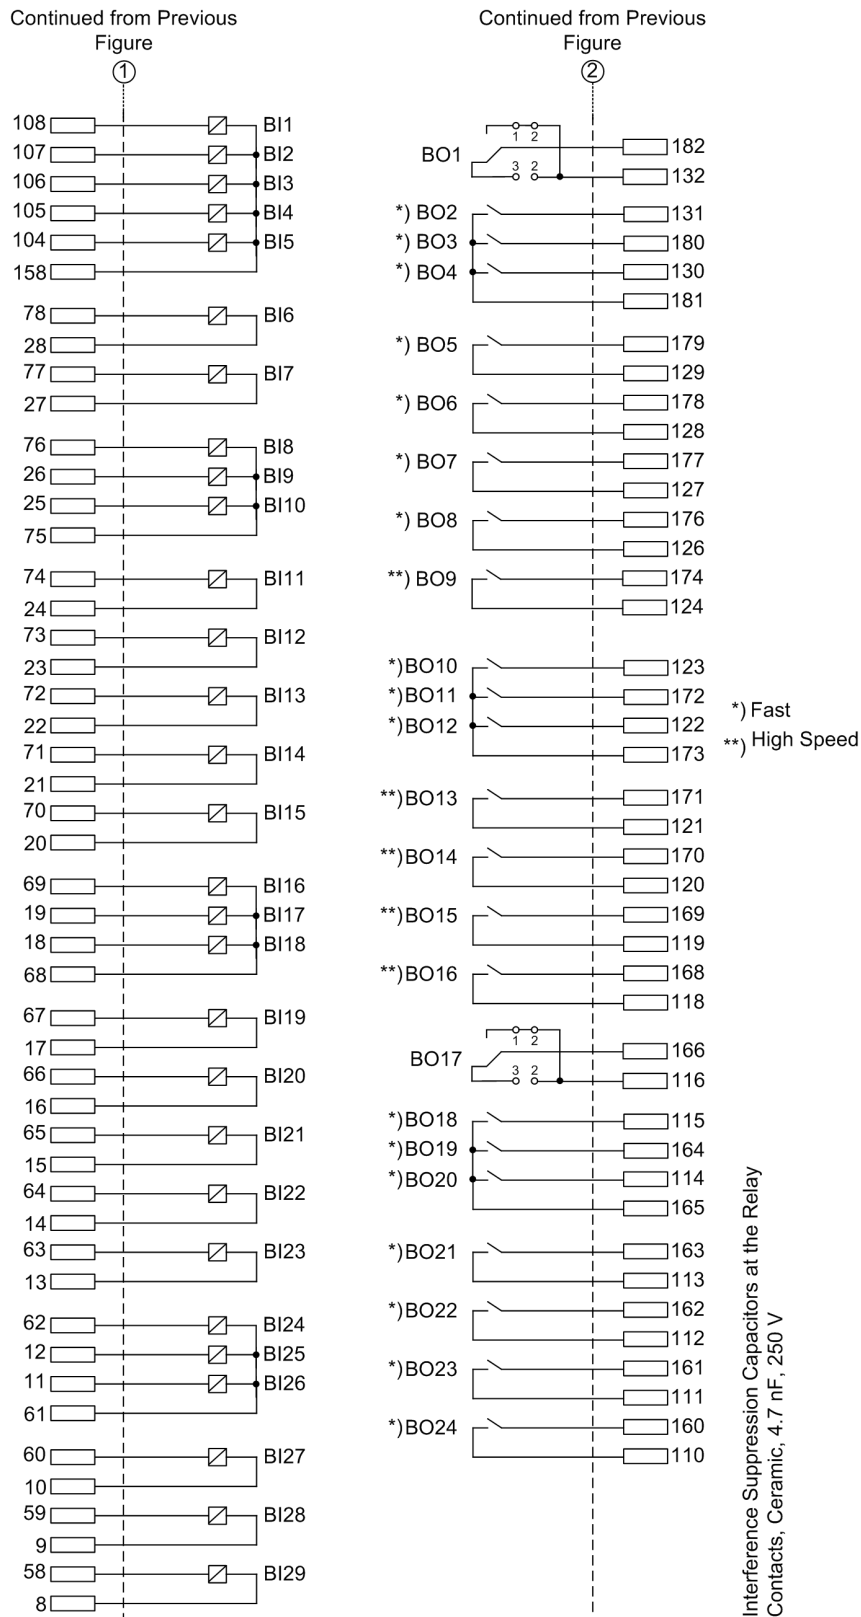 Continued from Previous
Figure
1
108 BI1
107 BI2
106 BI3
105 BI4
104 BI5
158
78 BI6
28
77 BI7
27
76 BI8
26 BI9
25 BI10
75
74 BI11
24
73 BI12
23
72 BI13
22
71 BI14
21
70 BI15
20
69 BI16
19 BI17
18 BI18
68
67 BI19
17
66 BI20
16
65 BI21
15
64 BI22
14
63 BI23
13
62 BI24
12 BI25
11 BI26
61
60 BI27
10
59 BI28
9
58 BI29
8
Continued from Previous
Figure
2
1 2
BO1 182
3 2 132
*) BO2 131
*) BO3 180
*) BO4 130
181
*) BO5 179
129
*) BO6 178
128
*) BO7 177
127
*) BO8 176
126
**) BO9 174
124
*)BO10 123
*)BO11 172
*)BO12 122
173
**)BO13 171
121
**)BO14 170
120
**)BO15 169
119
**)BO16 168
118
1 2
BO17 166
3 2 116
*)BO18 115
*)BO19 164
*)BO20 114
165
*)BO21 163
113
*)BO22 162
112
*)BO23 161
111
*)BO24 160
110
*) Fast
**) High Speed
Interference Suppression Capacitors at the Relay
Contacts, Ceramic, 4.7 nF, 250 V